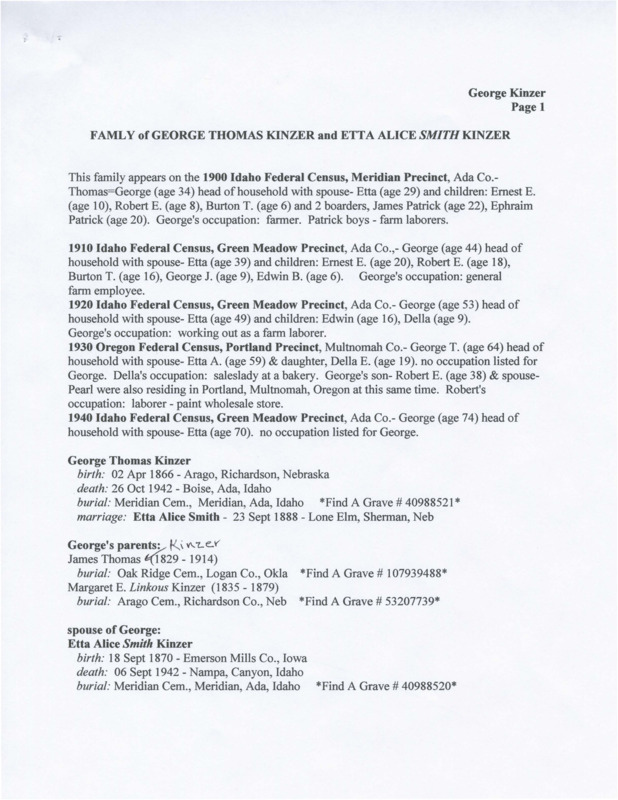 George Kinzer
Page 1
FAMLY of GEORGE THOMAS KINZER and ETTA ALICE SMITH KINZER
This family appears on the 1900 Idaho Federal Census, Meridian Precinct, Ada Co.-
Thomas=George (age 34) head of household with spouse- Etta (age 29) and children: Ernest E.
(age 10), Robert E. (age 8), Burton T. (age 6) and 2 boarders, James Patrick (age 22), Ephraim
Patrick (age 20). George's occupation: farmer. Patrick boys - farm laborers.
1910 Idaho Federal Census, Green Meadow Precinct, Ada Co.,- George (age 44) head of
household with spouse- Etta (age 39) and children: Ernest E. (age 20), Robert E. (age 18),
Burton T. (age 16), George J. (age 9), Edwin B. (age 6). George's occupation: general
farm employee.
1920 Idaho Federal Census, Green Meadow Precinct, Ada Co.- George (age 53) head of
household with spouse- Etta (age 49) and children: Edwin (age 16), Della (age 9).
George's occupation: working out as a farm laborer.
1930 Oregon Federal Census, Portland Precinct, Multnomah Co.- George T. (age 64) head of
household with spouse- Etta A. (age 59) & daughter, Della E. (age 19). no occupation listed for
George. Della's occupation: saleslady at a bakery. George's son- Robert E. (age 38) & spouse-
Pearl were also residing in Portland, Multnomah, Oregon at this same time. Robert's
occupation: laborer - paint wholesale store.
1940 Idaho Federal Census, Green Meadow Precinct, Ada Co.- George (age 74) head of
household with spouse- Etta (age 70). no occupation listed for George.
George Thomas Kinzer
birth: 02 Apr 1866 - Arago, Richardson, Nebraska
death: 26 Oct 1942 - Boise, Ada, Idaho
burial: Meridian Cem., Meridian, Ada, Idaho *Find A Grave # 40988521*
marriage: Etta Alice Smith - 23 Sept 1888 - Lone Elm, Sherman, Neb
George's parents: Kinzer
James Thomas (1829 - 1914)
burial: Oak Ridge Cem., Logan Co., Okla *Find A Grave # 107939488*
Margaret E. Linkous Kinzer (1835 - 1879)
burial: Arago Cem., Richardson Co., Neb *Find A Grave # 53207739*
spouse of George:
Etta Alice Smith Kinzer
birth: 18 Sept 1870 - Emerson Mills Co., Iowa
death: 06 Sept 1942 - Nampa, Canyon, Idaho
burial: Meridian Cem., Meridian, Ada, Idaho *Find A Grave # 40988520*